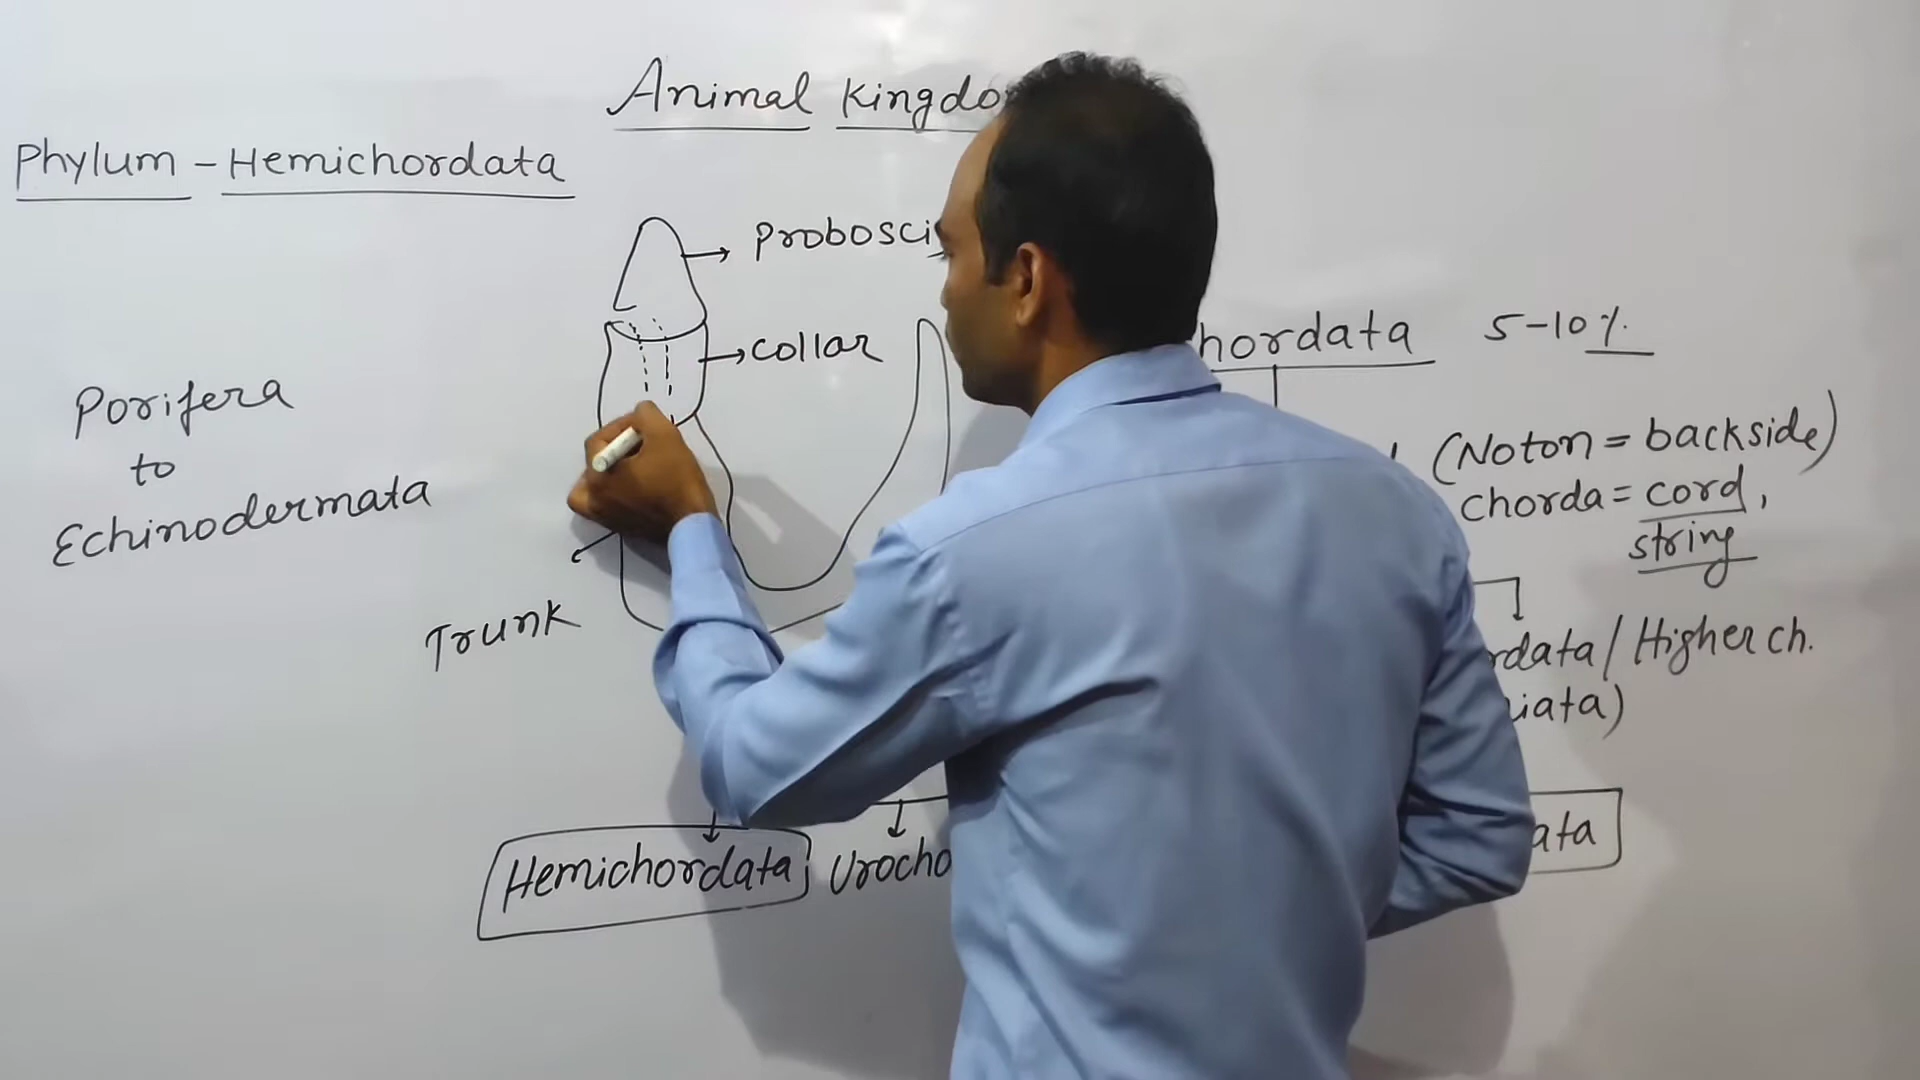 Animal Kingdo
Phylum - Hemichordata
Probosci
Collar
hordata 5-10 %.
Porifera
to
Echinodermata
(Noton = backside)
chorda = cord,
string
Trunk
rdata / Higher ch.
iata)
Hemichordata Urocho
ata